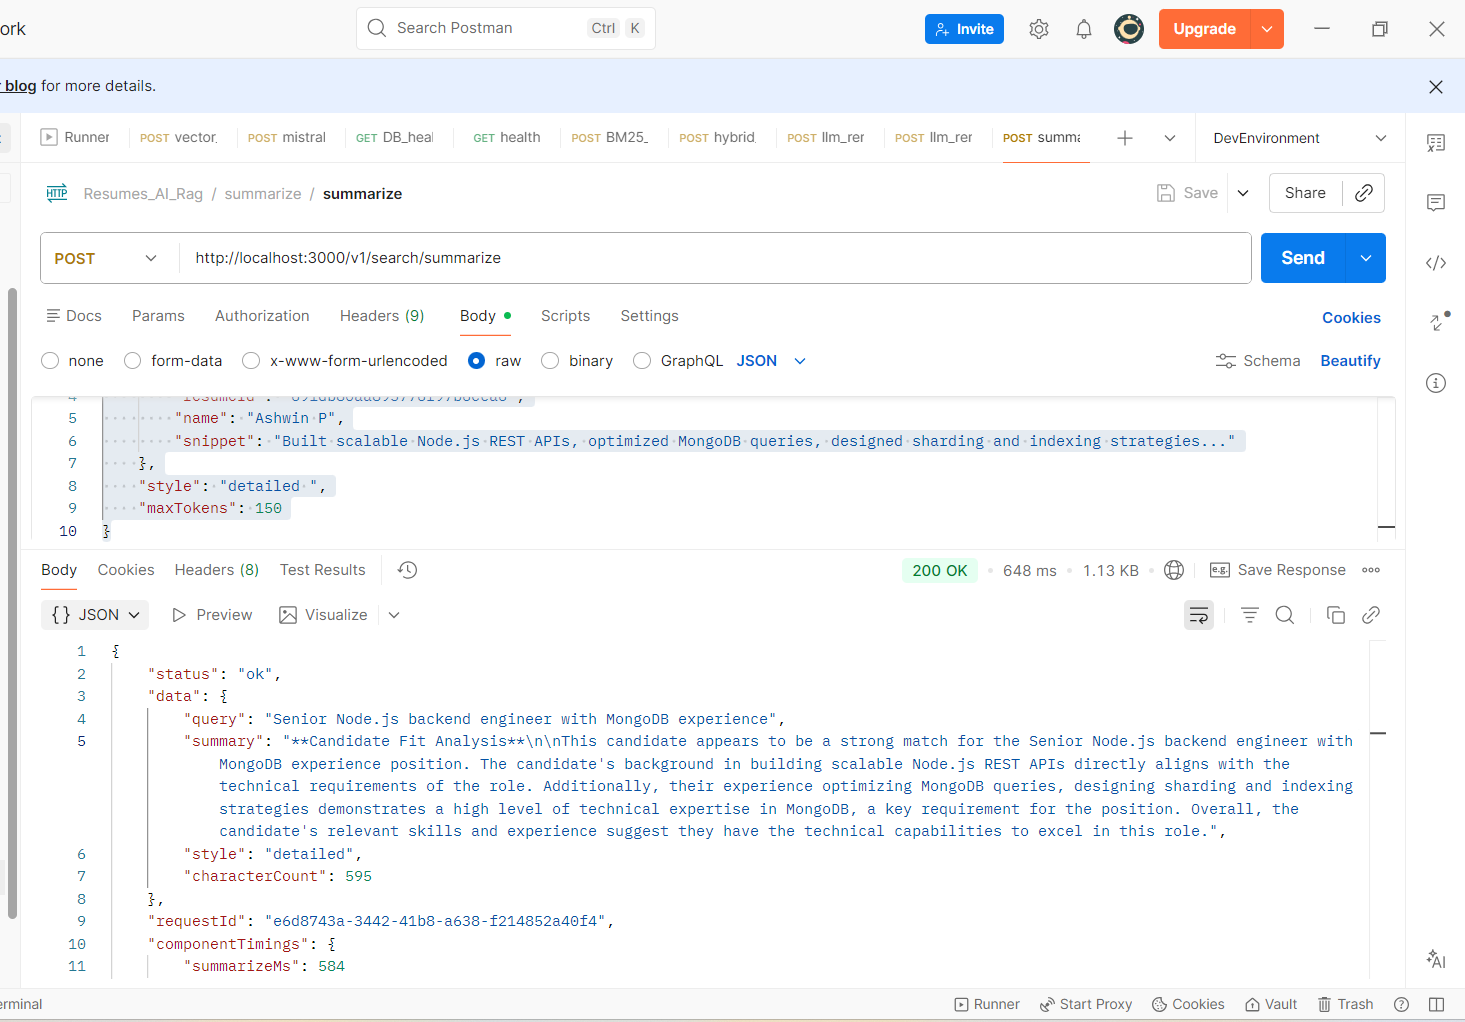 ork
Search Postman Ctrl K
Invite
Upgrade
blog for more details.
Runner POST vector_ POST mistral GET DB_heal GET health POST BM25_ POST hybrid_ POST llm_rer POST llm_rer POST summa
DevEnvironment
HTTP Resumes_AI_Rag / summarize / summarize
Save Share
POST http://localhost:3000/v1/search/summarize
Send
Docs Params Authorization Headers (9) Body Scripts Settings
Cookies
none form-data x-www-form-urlencoded raw binary GraphQL JSON
Schema Beautify
5 "name": "Ashwin P",
6 "snippet": "Built scalable Node.js REST APIs, optimized MongoDB queries, designed sharding and indexing strategies..."
7 },
8 "style": "detailed ",
9 "maxTokens": 150
10 }
Body Cookies Headers (8) Test Results
200 OK 648 ms 1.13 KB e.g. Save Response
{} JSON Preview Visualize
1 {
2 "status": "ok",
3 "data": {
4 "query": "Senior Node.js backend engineer with MongoDB experience",
5 "summary": "**Candidate Fit Analysis**\n\nThis candidate appears to be a strong match for the Senior Node.js backend engineer with
MongoDB experience position. The candidate's background in building scalable Node.js REST APIs directly aligns with the
technical requirements of the role. Additionally, their experience optimizing MongoDB queries, designing sharding and indexing
strategies demonstrates a high level of technical expertise in MongoDB, a key requirement for the position. Overall, the
candidate's relevant skills and experience suggest they have the technical capabilities to excel in this role.",
6 "style": "detailed",
7 "characterCount": 595
8 },
9 "requestId": "e6d8743a-3442-41b8-a638-f214852a40f4",
10 "componentTimings": {
11 "summarizeMs": 584
AI
erminal
Runner Start Proxy Cookies Vault Trash